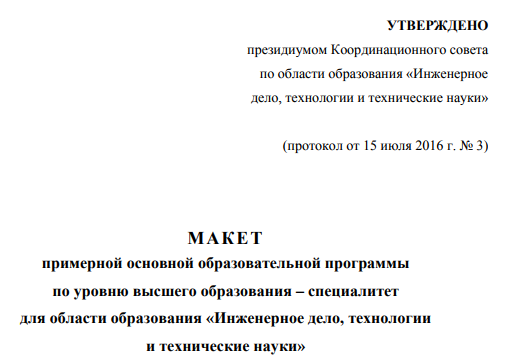 УТВЕРЖДЕНО
президиумом Координационного совета
по области образования «Инженерное
дело, технологии и технические науки»
(протокол от 15 июля 2016 г. № 3)
МАКЕТ
примерной основной образовательной программы
по уровню высшего образования – специалитет
для области образования «Инженерное дело, технологии
и технические науки»